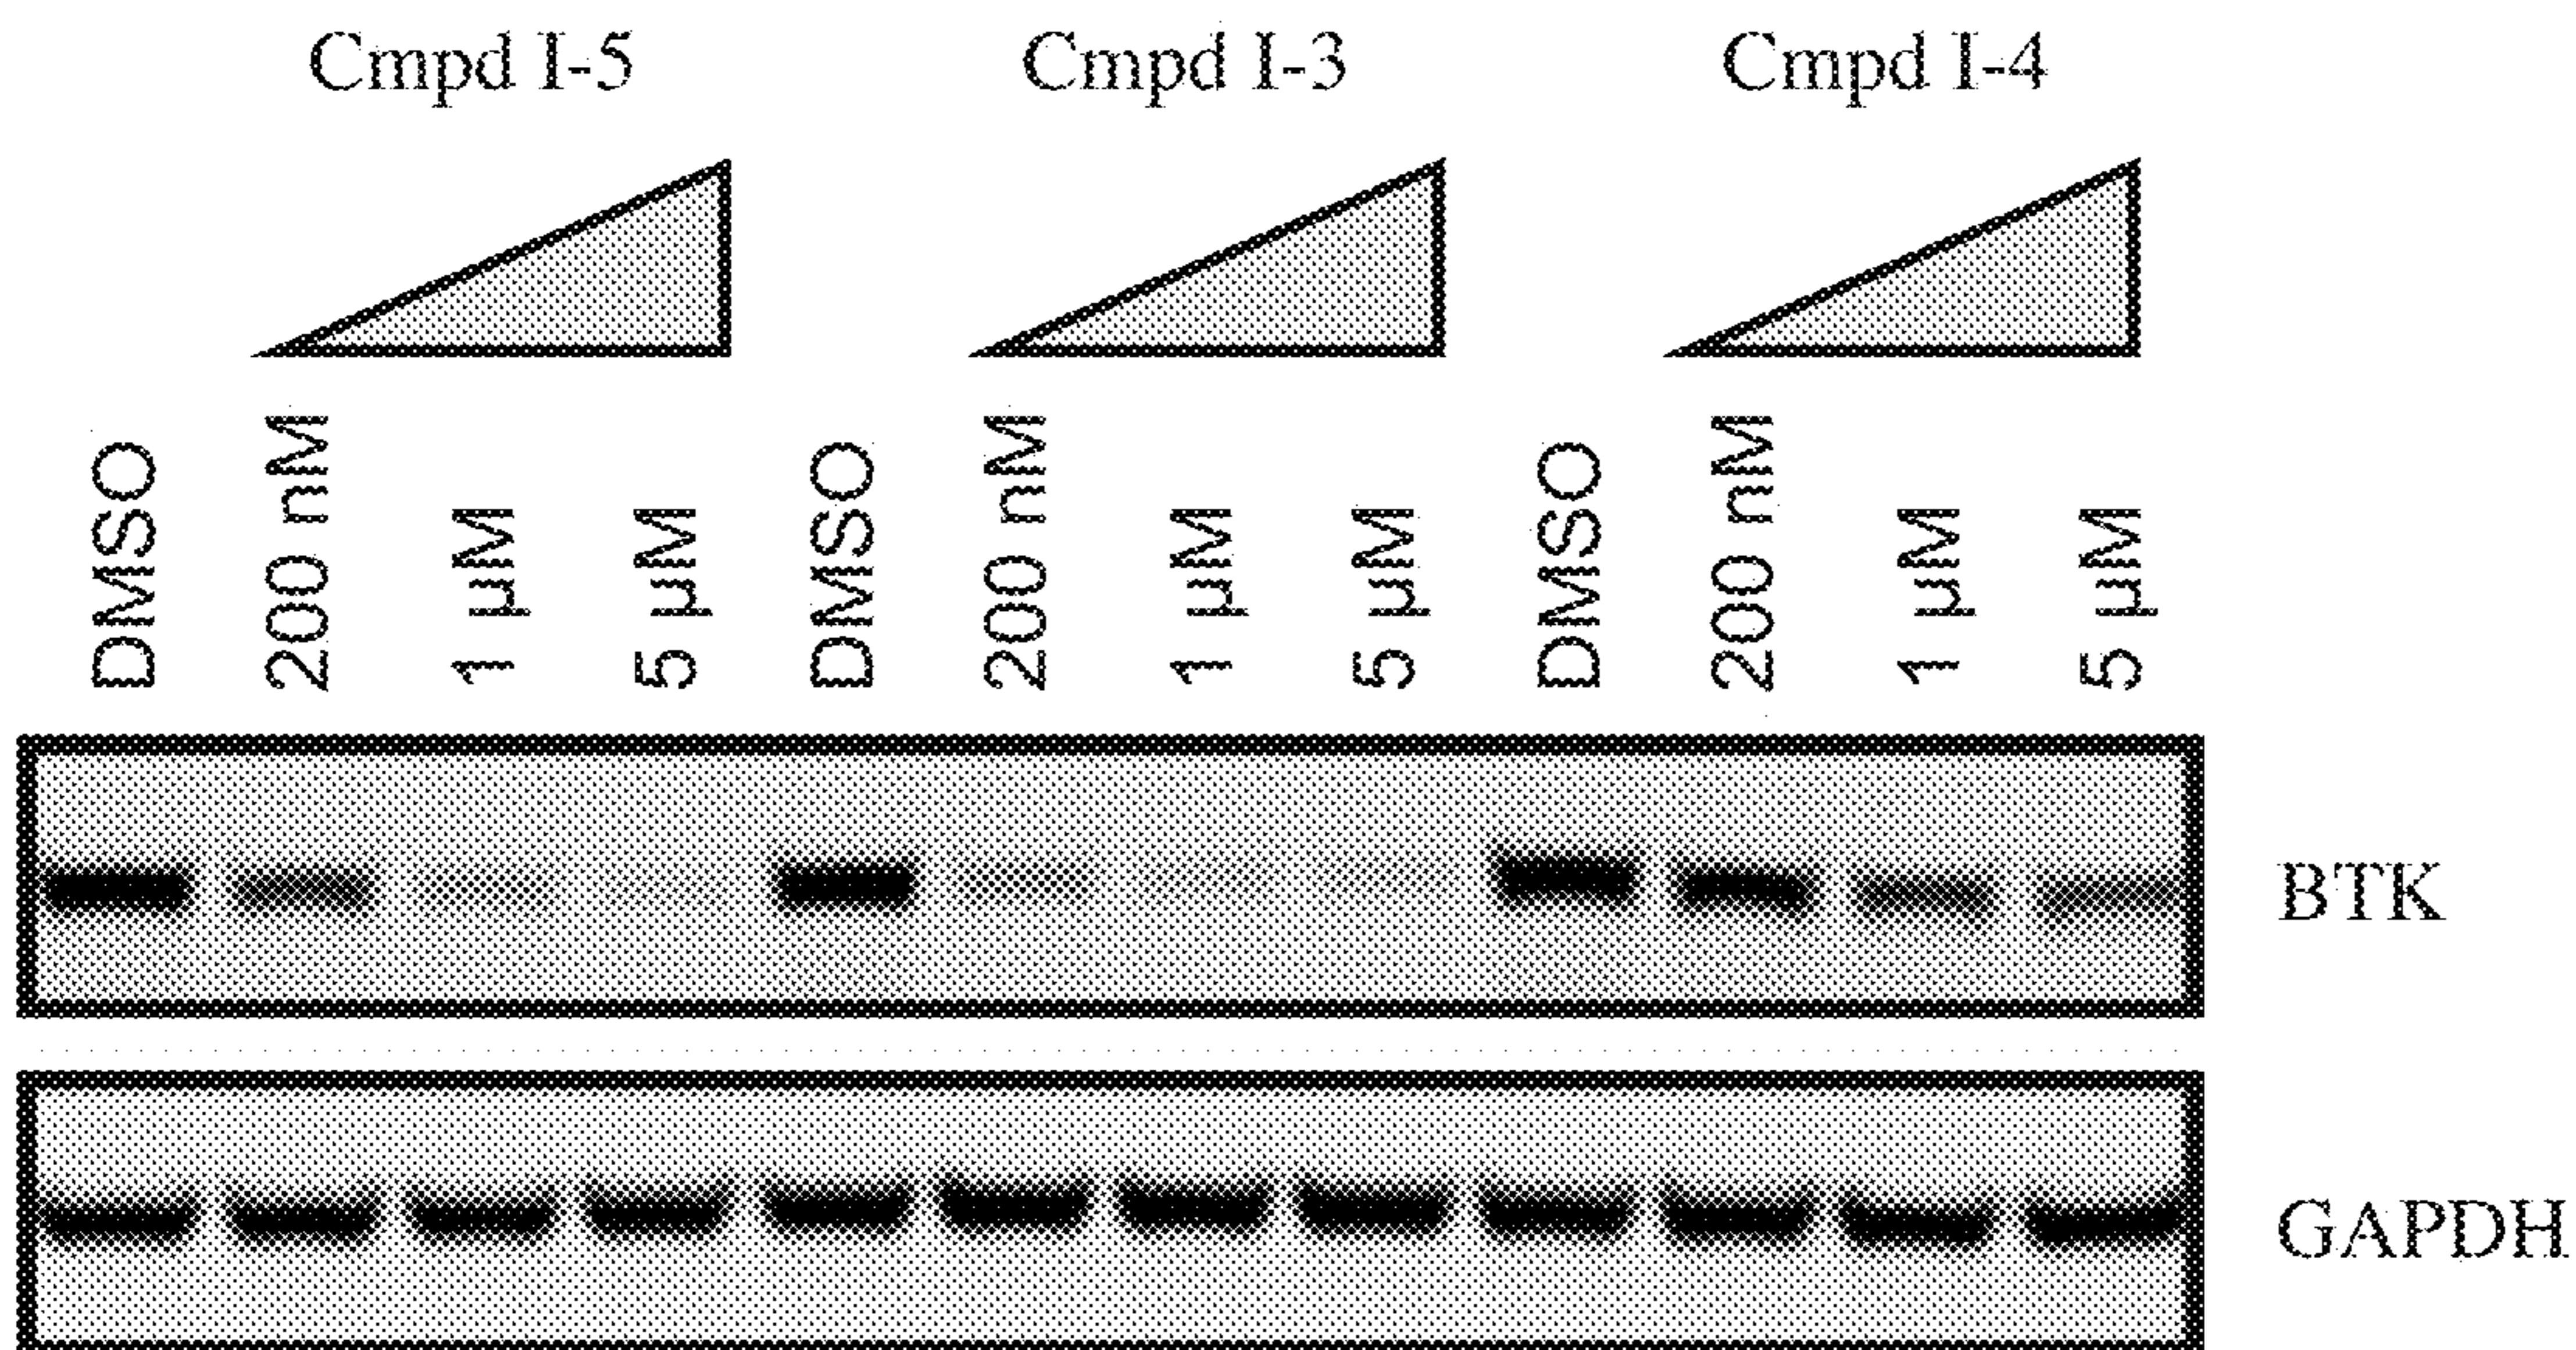 Cmpd I-5 Cmpd I-3 Cmpd I-4
DMSO 200 nM 1 µM 5 µM DMSO 200 nM 1 µM 5 µM DMSO 200 nM 1 µM 5 µM
BTK
GAPDH